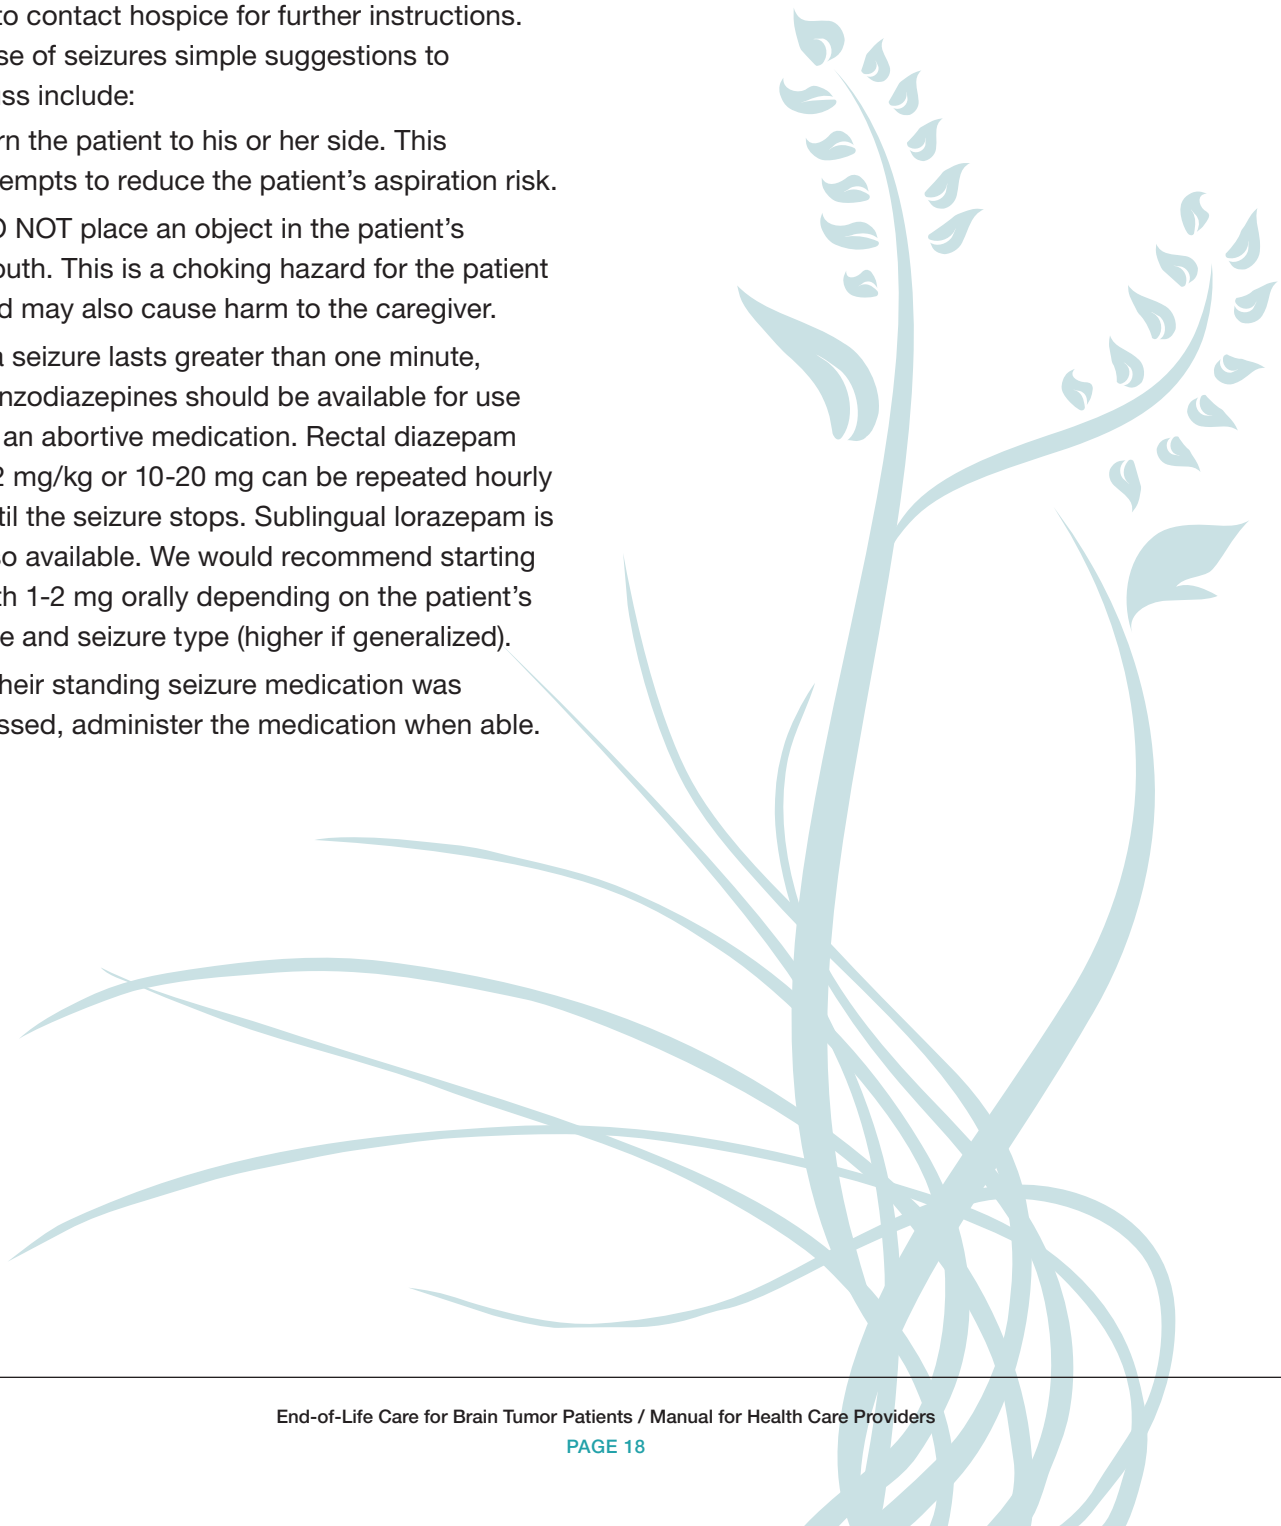 to contact hospice for further instructions.
se of seizures simple suggestions to
ss include:
rn the patient to his or her side. This
tempts to reduce the patient’s aspiration risk.
NOT place an object in the patient’s
outh. This is a choking hazard for the patient
d may also cause harm to the caregiver.
a seizure lasts greater than one minute,
nzodiazepines should be available for use
an abortive medication. Rectal diazepam
2 mg/kg or 10-20 mg can be repeated hourly
til the seizure stops. Sublingual lorazepam is
so available. We would recommend starting
th 1-2 mg orally depending on the patient’s
e and seizure type (higher if generalized).
heir standing seizure medication was
ssed, administer the medication when able.
End-of-Life Care for Brain Tumor Patients / Manual for Health Care Providers
PAGE 18